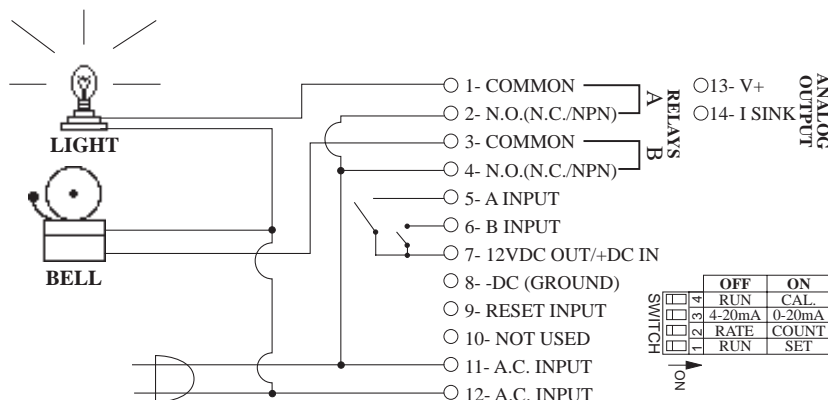 LIGHT
BELL
1- COMMON
2- N.O.(N.C./NPN)
3- COMMON
4- N.O.(N.C./NPN)
5- A INPUT
6- B INPUT
7- 12VDC OUT/+DC IN
8- -DC (GROUND)
9- RESET INPUT
10- NOT USED
11- A.C. INPUT
12- A.C. INPUT
A
B
RELAYS
13- V+
14- I SINK
ANALOG
OUTPUT
SWITCH
OFF ON
4 RUN CAL.
3 4-20mA 0-20mA
2 RATE COUNT
1 RUN SET
ON